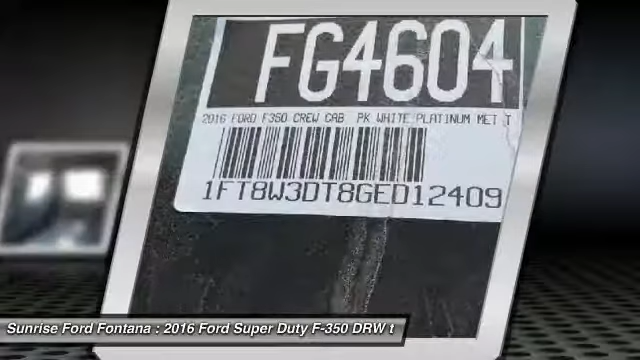 FG4604
2016 FORD F350 CREW CAB PK WHITE PLATINUM MET T
1FT8W3DT8GED12409
Sunrise Ford Fontana : 2016 Ford Super Duty F-350 DRW t